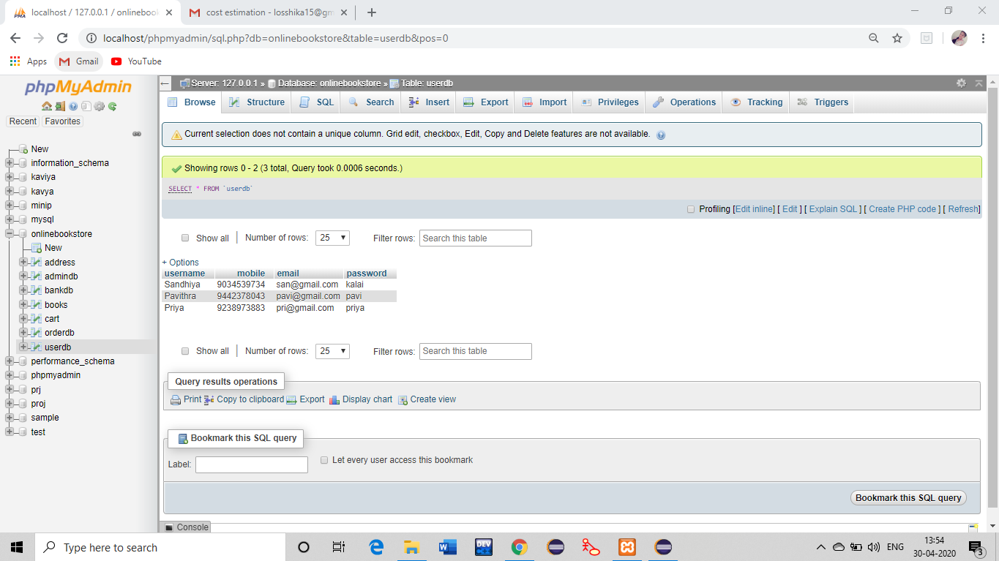 localhost / 127.0.0.1 / onlineboo
cost estimation - losshika15@gm
localhost/phpmyadmin/sql.php?db=onlinebookstore&table=userdb&pos=0
Apps Gmail YouTube
phpMyAdmin
Recent Favorites
New
information_schema
kaviya
kavya
minip
mysql
onlinebookstore
New
address
admindb
bankdb
books
cart
orderdb
userdb
performance_schema
phpmyadmin
prj
proj
sample
test
Server: 127.0.0.1 » Database: onlinebookstore » Table: userdb
Browse Structure SQL Search Insert Export Import Privileges Operations Tracking Triggers
Current selection does not contain a unique column. Grid edit, checkbox, Edit, Copy and Delete features are not available.
Showing rows 0 - 2 (3 total, Query took 0.0006 seconds.)
SELECT * FROM `userdb`
Profiling [Edit inline] [ Edit ] [ Explain SQL ] [ Create PHP code ] [ Refresh]
Show all | Number of rows: 25 Filter rows: Search this table
+ Options
username mobile email password
Sandhiya 9034539734 san@gmail.com kalai
Pavithra 9442378043 pavi@gmail.com pavi
Priya 9238973883 pri@gmail.com priya
Show all | Number of rows: 25 Filter rows: Search this table
Query results operations
Print Copy to clipboard Export Display chart Create view
Bookmark this SQL query
Label: Let every user access this bookmark
Bookmark this SQL query
Console
Type here to search
ENG 13:54
30-04-2020
3